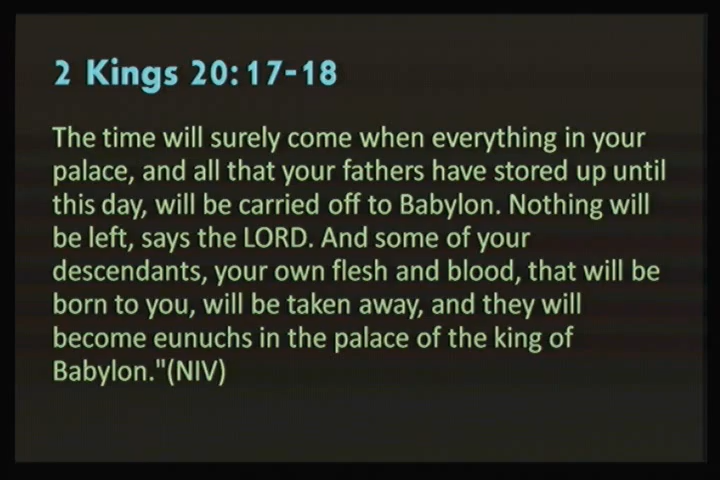 2 Kings 20:17-18
The time will surely come when everything in your
palace, and all that your fathers have stored up until
this day, will be carried off to Babylon. Nothing will
be left, says the LORD. And some of your
descendants, your own flesh and blood, that will be
born to you, will be taken away, and they will
become eunuchs in the palace of the king of
Babylon."(NIV)